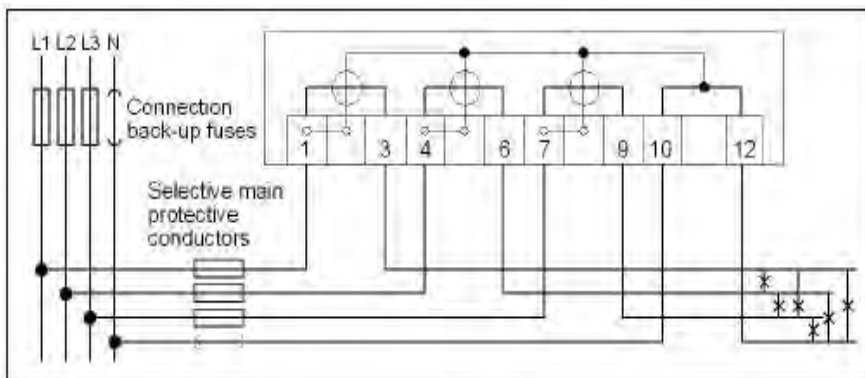 L1 L2 L3 N
Connection
back-up fuses
1 3 4 6 7 9 10 12
Selective main
protective
conductors